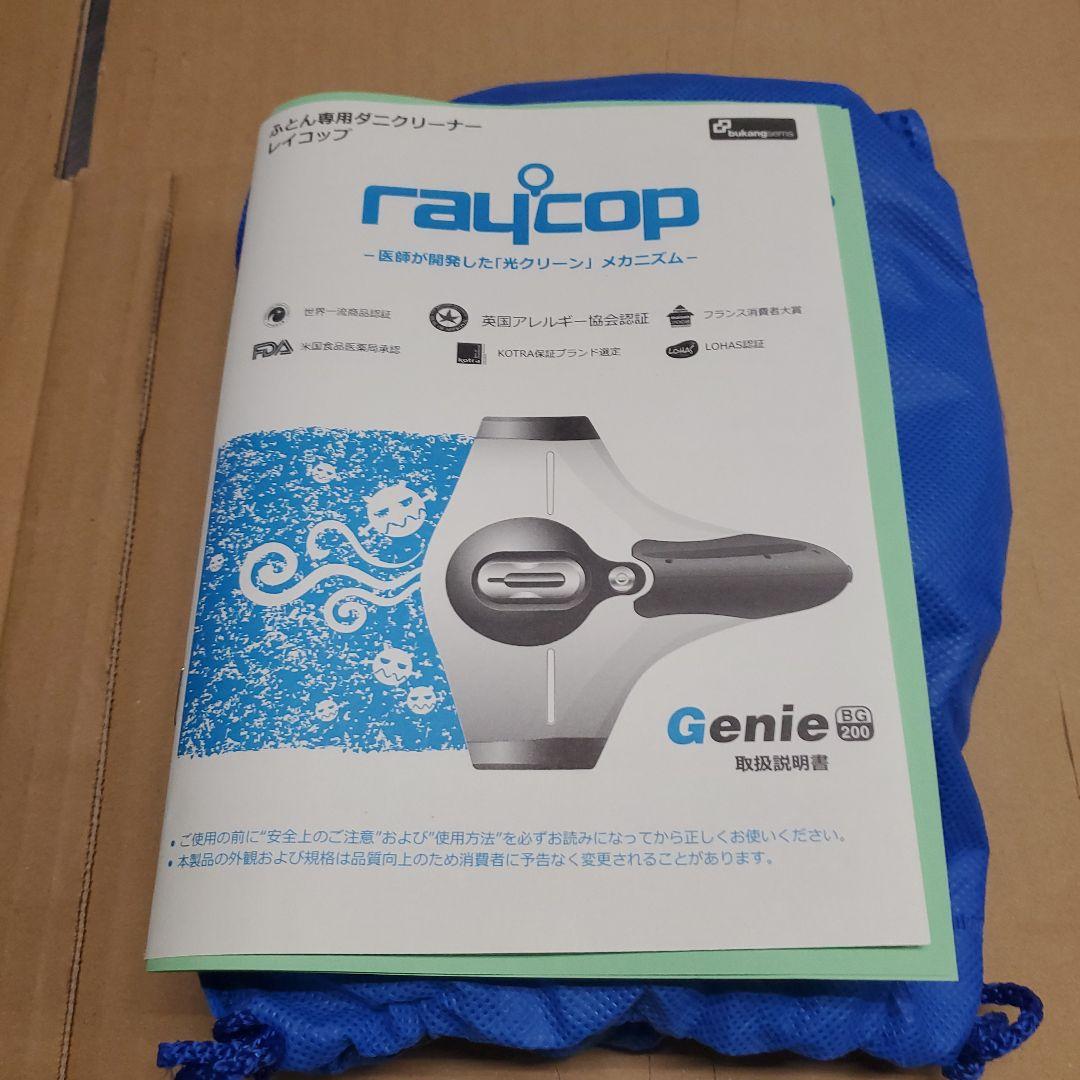 ふとん専用ダニクリーナー
レイコップ
bukangsems
raycop
－医師が開発した「光クリーン」メカニズム－
世界一流商品認証
英国アレルギー協会認証
フランス消費者大賞
FDA 米国食品医薬局承認
kotra KOTRA保証ブランド選定
LOHAS LOHAS認証
Genie BG 200
取扱説明書
• ご使用の前に“安全上のご注意”および“使用方法”を必ずお読みになってから正しくお使いください。
• 本製品の外観および規格は品質向上のため消費者に予告なく変更されることがあります。